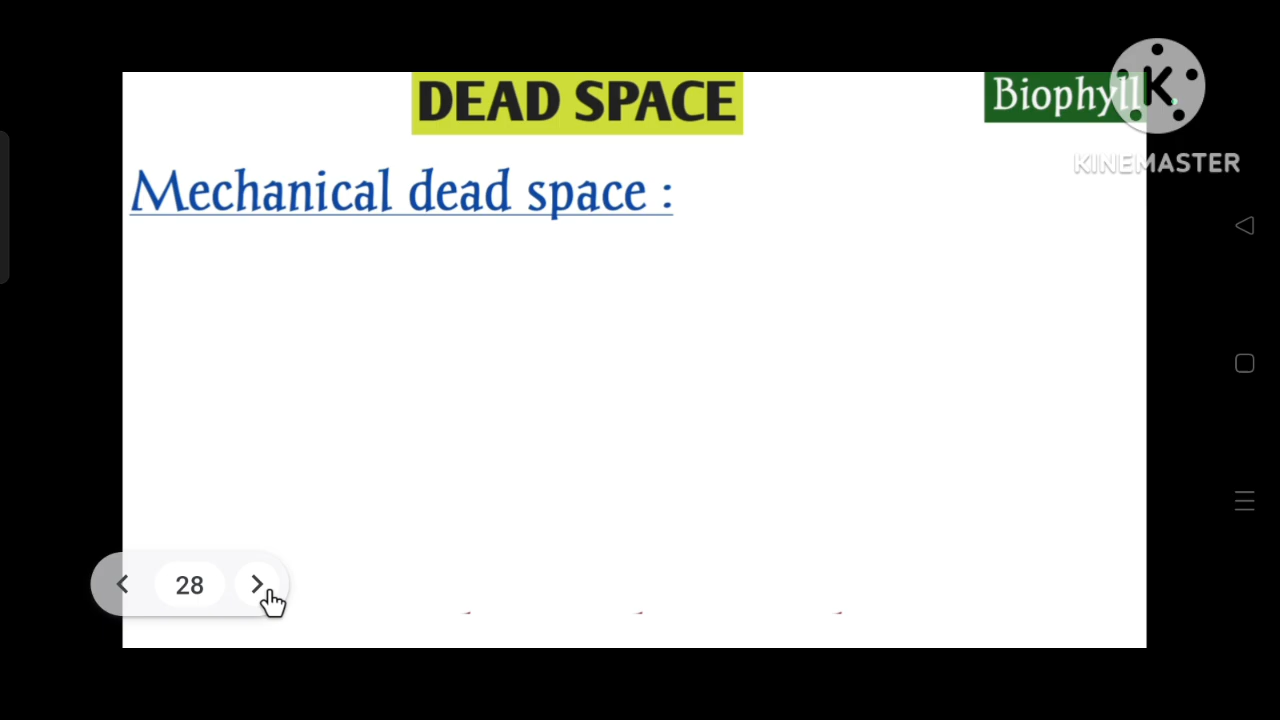 DEAD SPACE
Biophyll
KINEMASTER
Mechanical dead space :
28